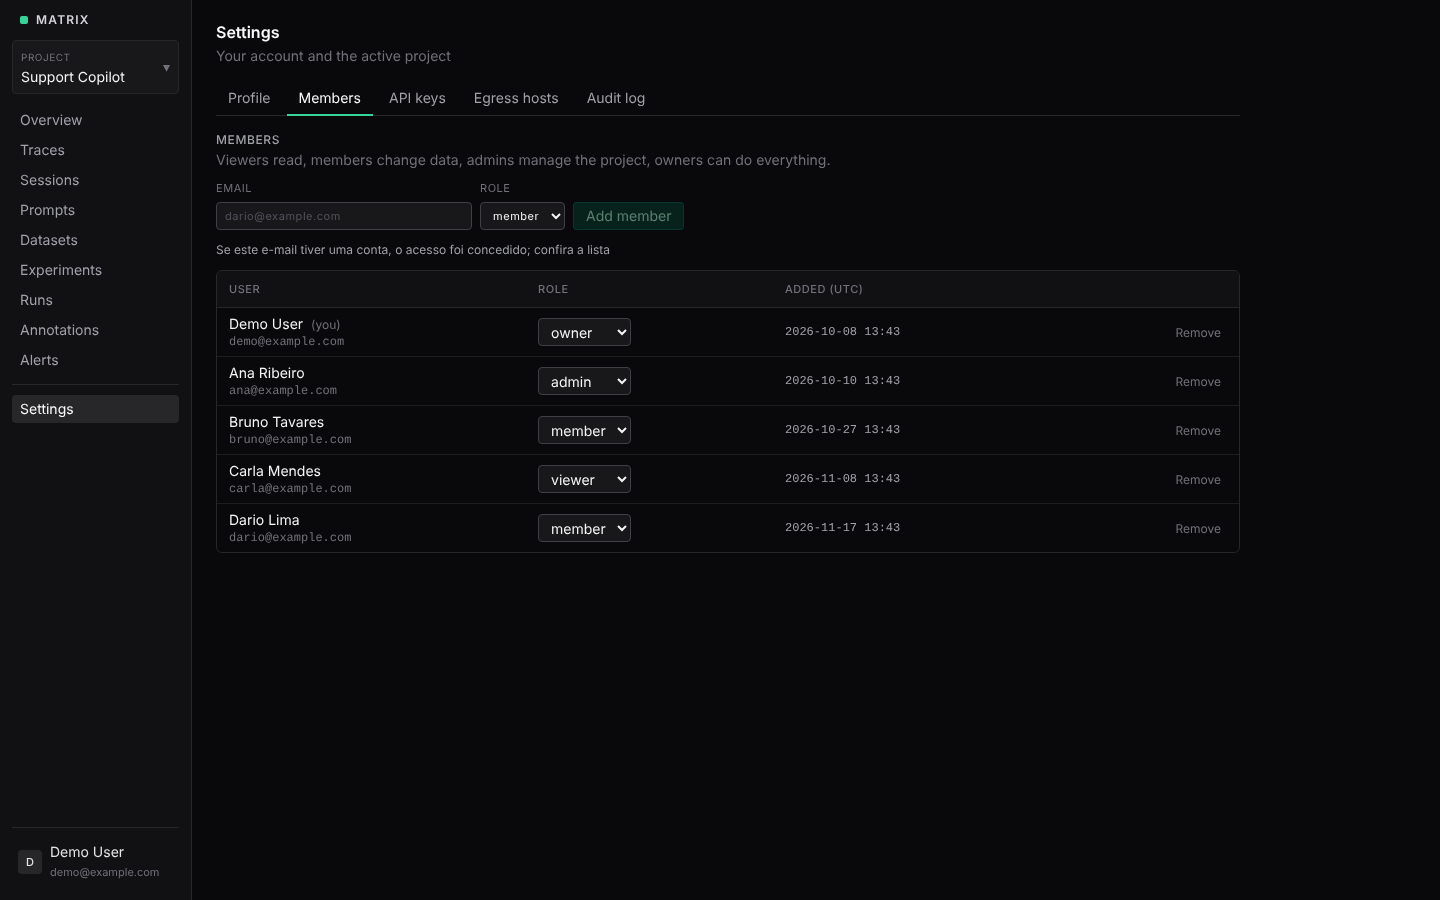 MATRIX
PROJECT
Support Copilot
Overview
Traces
Sessions
Prompts
Datasets
Experiments
Runs
Annotations
Alerts
Settings
Demo User
D
demo@example.com
Settings
Your account and the active project
Profile Members API keys Egress hosts Audit log
MEMBERS
Viewers read, members change data, admins manage the project, owners can do everything.
EMAIL ROLE
dario@example.com member Add member
Se este e-mail tiver uma conta, o acesso foi concedido; confira a lista
USER ROLE ADDED (UTC)
Demo User (you) owner 2026-10-08 13:43 Remove
demo@example.com
Ana Ribeiro admin 2026-10-10 13:43 Remove
ana@example.com
Bruno Tavares member 2026-10-27 13:43 Remove
bruno@example.com
Carla Mendes viewer 2026-11-08 13:43 Remove
carla@example.com
Dario Lima member 2026-11-17 13:43 Remove
dario@example.com